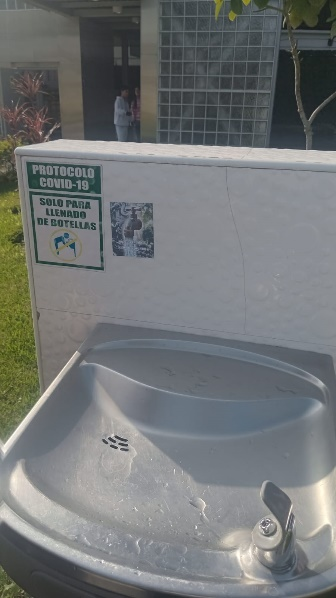 PROTOCOLO
COVID-19
SOLO PARA
LLENADO
DE BOTELLAS